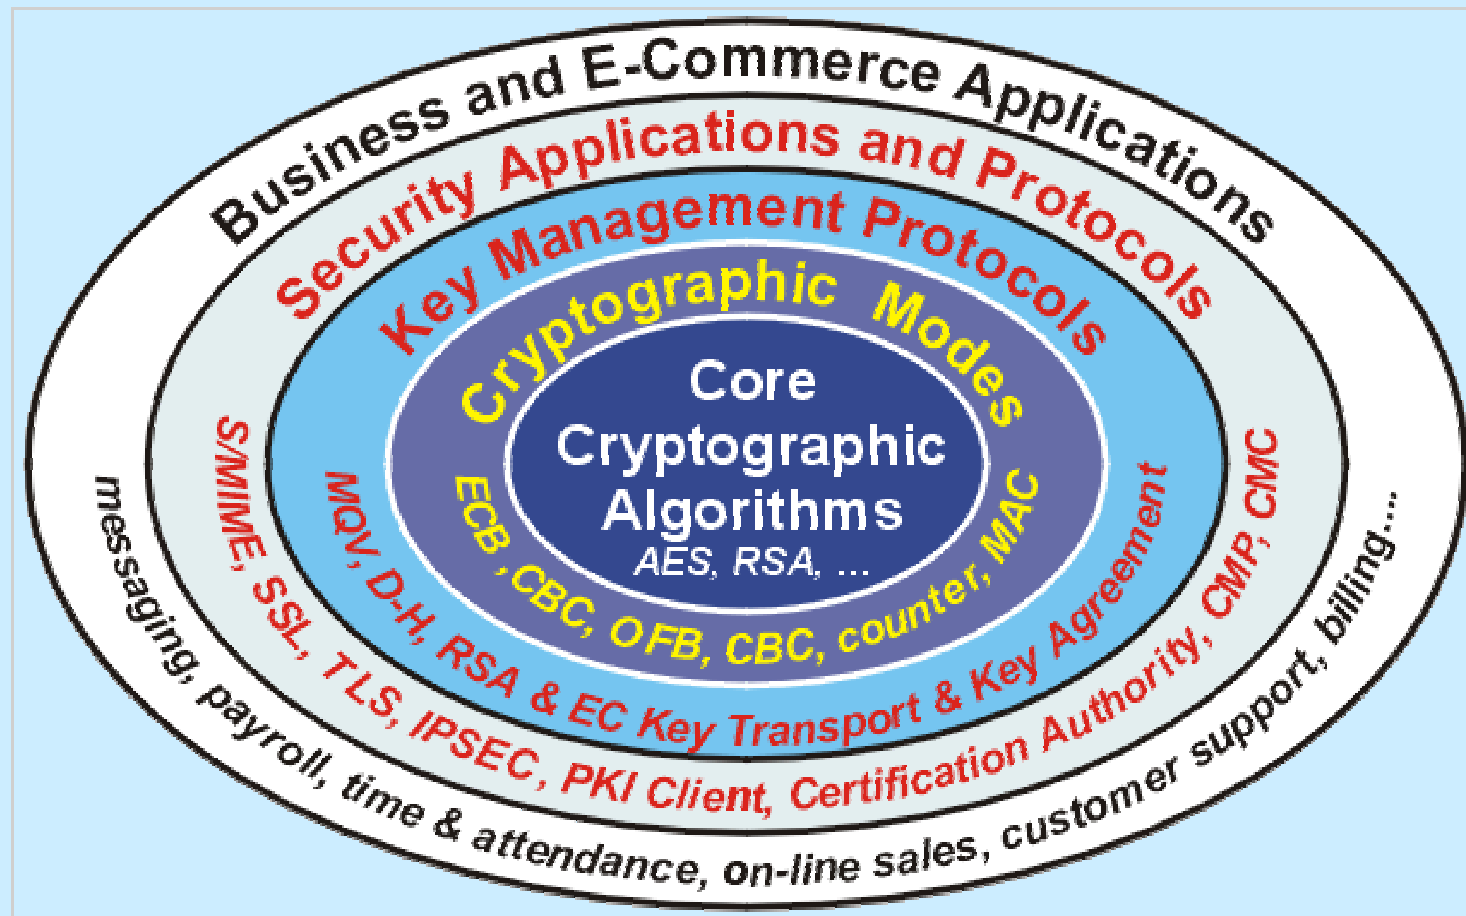 Business and E-Commerce Applications
Security Applications and Protocols
Key Management Protocols
Cryptographic Modes
Core
Cryptographic
Algorithms
AES, RSA, ...
ECB ,CBC, OFB, CBC, counter, MAC
MQV, D-H, RSA & EC Key Transport & Key Agreement
S/MIME, SSL, TLS, IPSEC, PKI Client, Certification Authority, CMP, CMC
messaging, payroll, time & attendance, on-line sales, customer support, billing....